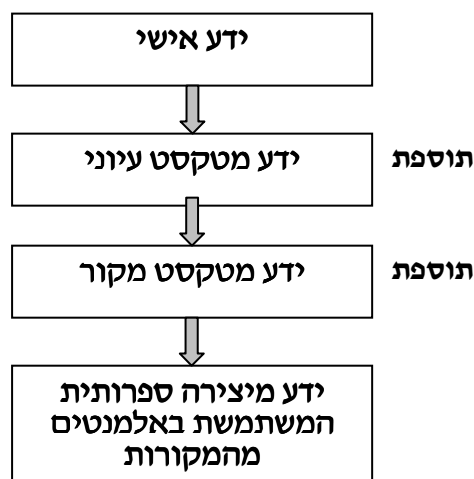 ידע אישי
ידע מטקסט עיוני
תוספת
ידע מטקסט מקור
תוספת
ידע מיצירה ספרותית
המשתמשת באלמנטים
מהמקורות